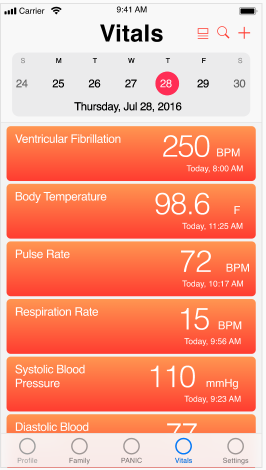 Carrier 9:41 AM
Vitals
S M T W T F S
24 25 26 27 28 29 30
Thursday, Jul 28, 2016
Ventricular Fibrillation 250 BPM
Today, 8:00 AM
Body Temperature 98.6 F
Today, 11:25 AM
Pulse Rate 72 BPM
Today, 10:17 AM
Respiration Rate 15 BPM
Today, 9:56 AM
Systolic Blood
Pressure 110 mmHg
Today, 9:23 AM
Diastolic Blood 77
Profile Family PANIC Vitals Settings